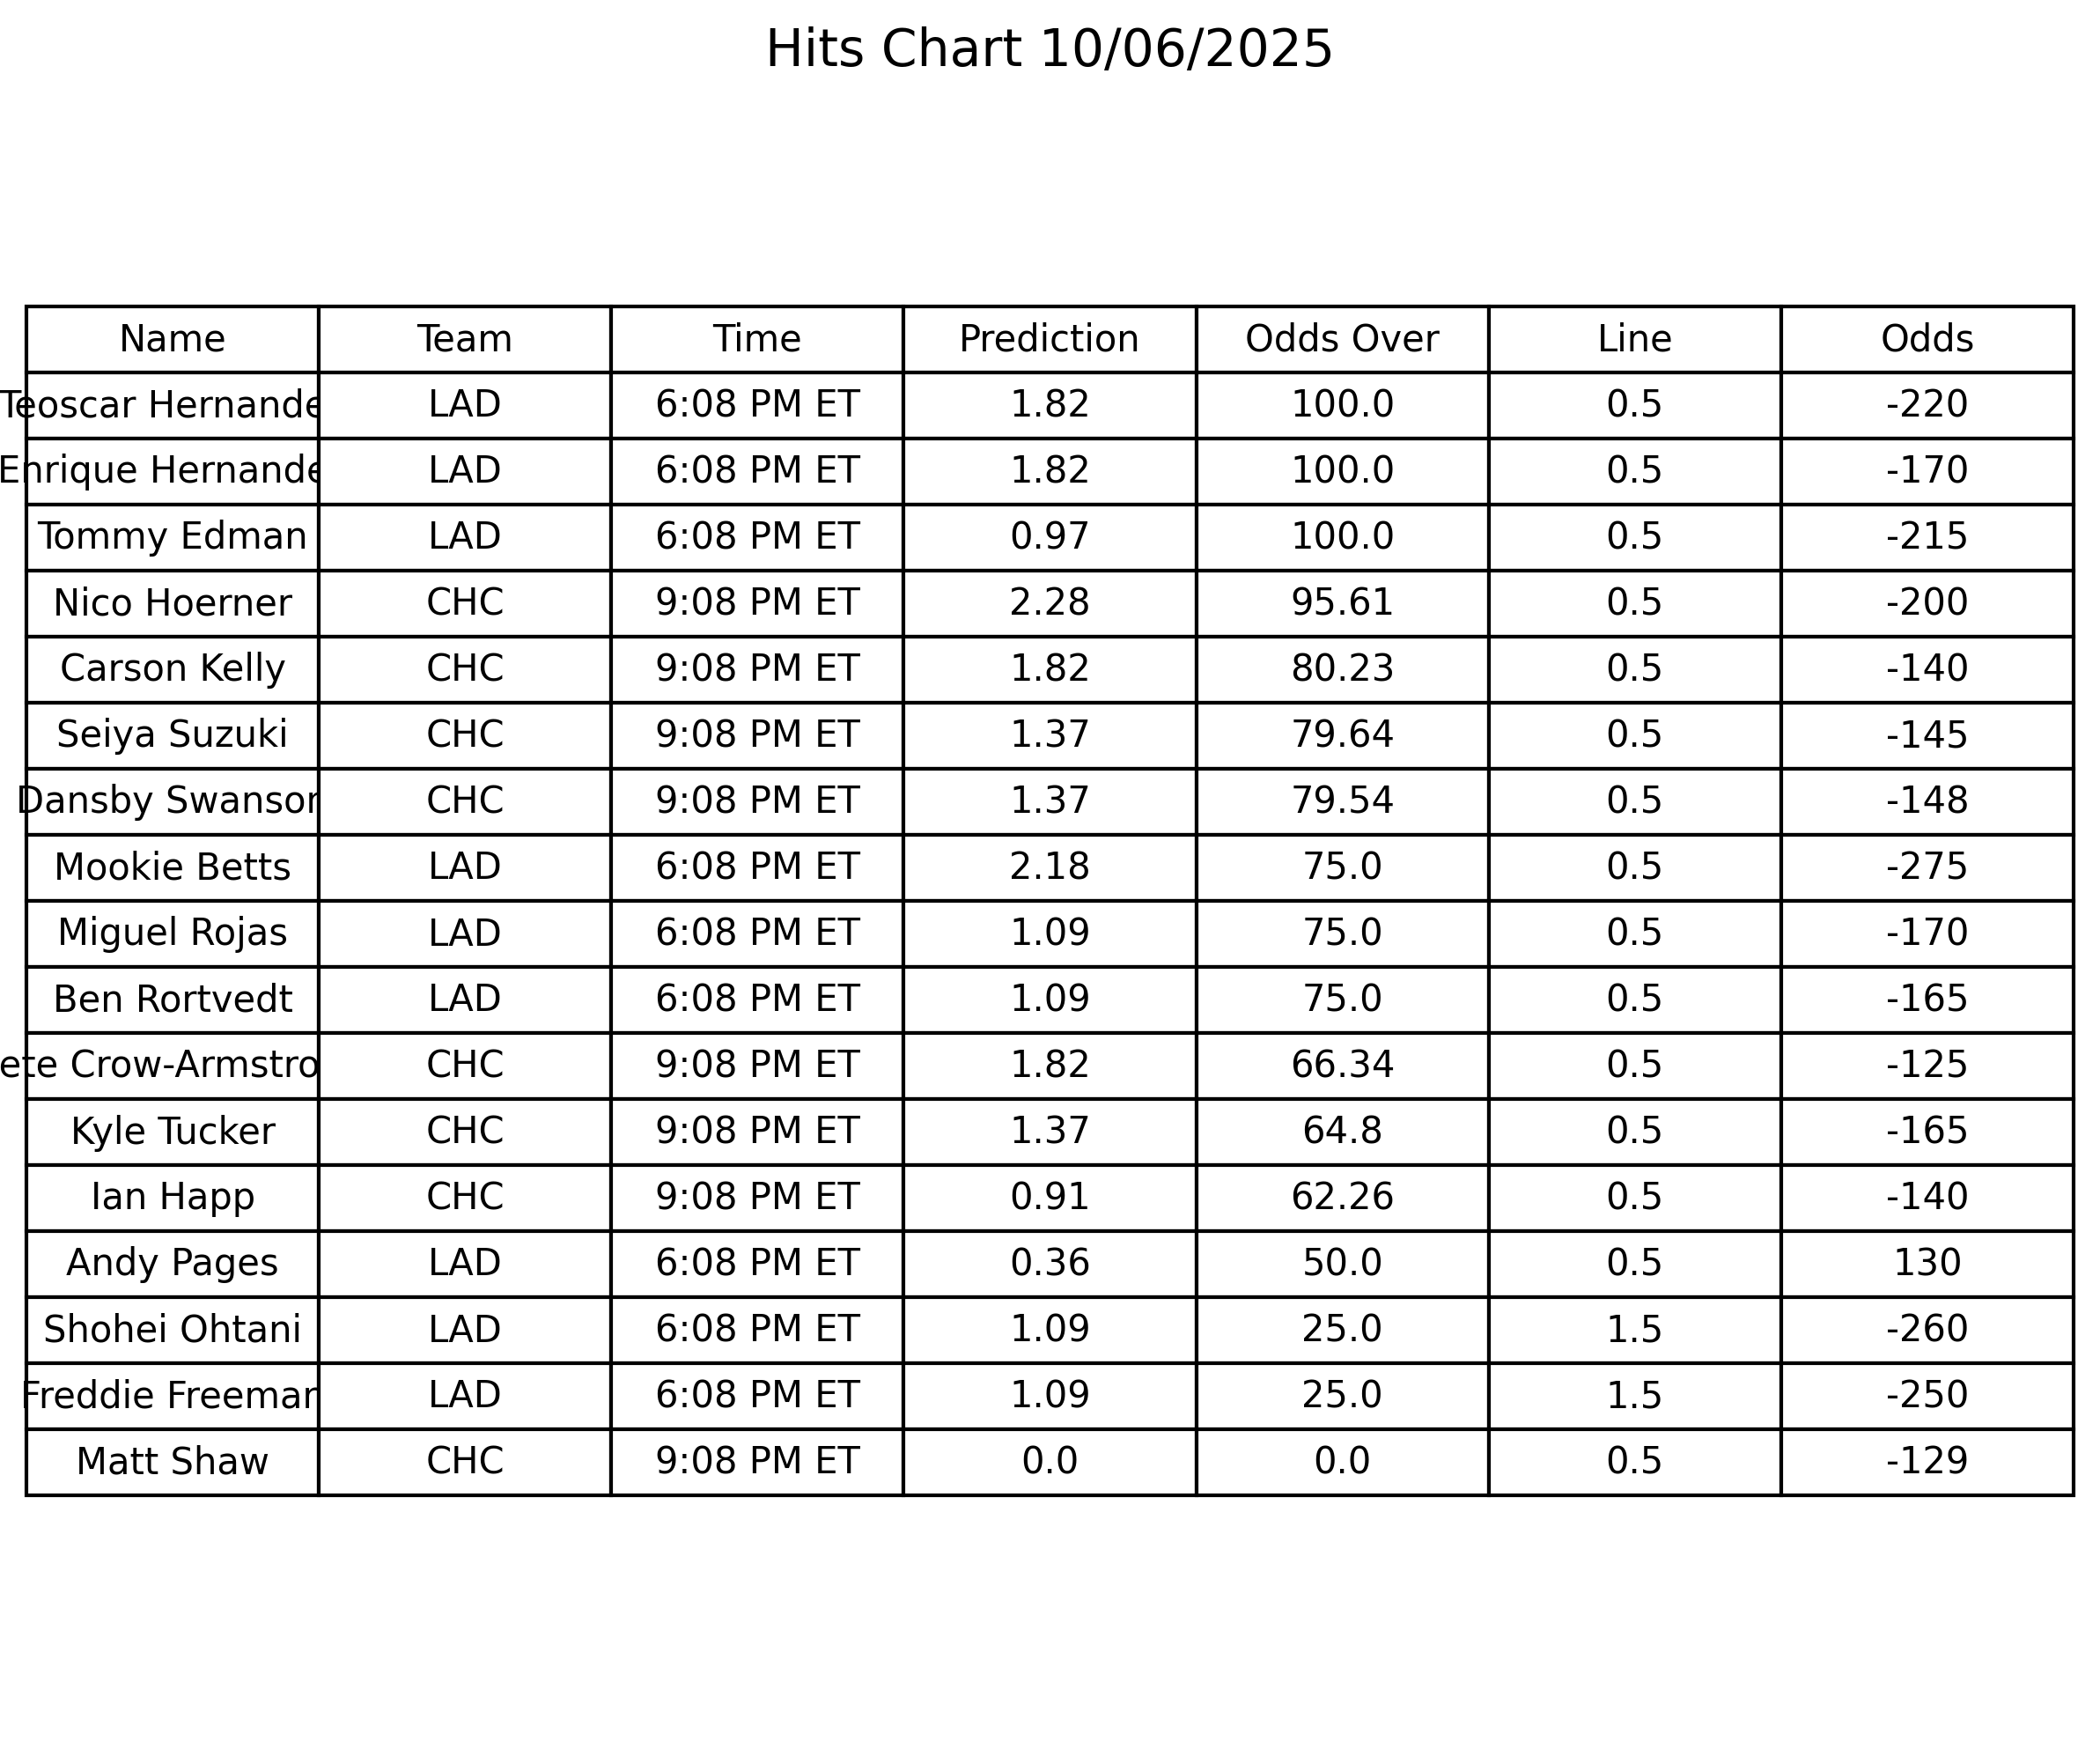 Hits Chart 10/06/2025
Name Team Time Prediction Odds Over Line Odds
Teoscar Hernande LAD 6:08 PM ET 1.82 100.0 0.5 -220
Enrique Hernande LAD 6:08 PM ET 1.82 100.0 0.5 -170
Tommy Edman LAD 6:08 PM ET 0.97 100.0 0.5 -215
Nico Hoerner CHC 9:08 PM ET 2.28 95.61 0.5 -200
Carson Kelly CHC 9:08 PM ET 1.82 80.23 0.5 -140
Seiya Suzuki CHC 9:08 PM ET 1.37 79.64 0.5 -145
Dansby Swanson CHC 9:08 PM ET 1.37 79.54 0.5 -148
Mookie Betts LAD 6:08 PM ET 2.18 75.0 0.5 -275
Miguel Rojas LAD 6:08 PM ET 1.09 75.0 0.5 -170
Ben Rortvedt LAD 6:08 PM ET 1.09 75.0 0.5 -165
ete Crow-Armstro CHC 9:08 PM ET 1.82 66.34 0.5 -125
Kyle Tucker CHC 9:08 PM ET 1.37 64.8 0.5 -165
Ian Happ CHC 9:08 PM ET 0.91 62.26 0.5 -140
Andy Pages LAD 6:08 PM ET 0.36 50.0 0.5 130
Shohei Ohtani LAD 6:08 PM ET 1.09 25.0 1.5 -260
Freddie Freeman LAD 6:08 PM ET 1.09 25.0 1.5 -250
Matt Shaw CHC 9:08 PM ET 0.0 0.0 0.5 -129